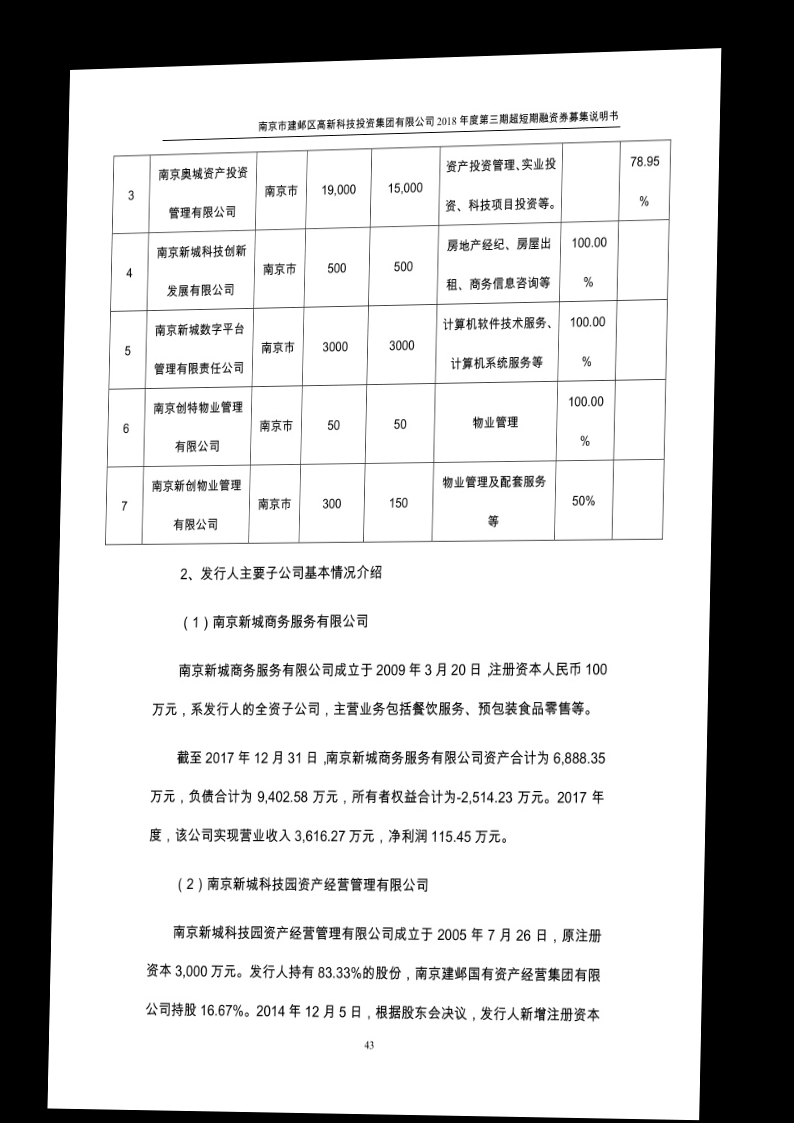 南京市建邺区高新科技投资集团有限公司 2018 年度第三期超短期融资券募集说明书
3
南京奥城资产投资
管理有限公司
南京市
19,000
15,000
资产投资管理、实业投
资、科技项目投资等。
78.95
%
4
南京新城科技创新
发展有限公司
南京市
500
500
房地产经纪、房屋出
租、商务信息咨询等
100.00
%
5
南京新城数字平台
管理有限责任公司
南京市
3000
3000
计算机软件技术服务、
计算机系统服务等
100.00
%
6
南京创特物业管理
有限公司
南京市
50
50
物业管理
100.00
%
7
南京新创物业管理
有限公司
南京市
300
150
物业管理及配套服务
等
50%
2、发行人主要子公司基本情况介绍
（1）南京新城商务服务有限公司
南京新城商务服务有限公司成立于 2009 年 3 月 20 日，注册资本人民币 100
万元，系发行人的全资子公司，主营业务包括餐饮服务、预包装食品零售等。
截至 2017 年 12 月 31 日，南京新城商务服务有限公司资产合计为 6,888.35
万元，负债合计为 9,402.58 万元，所有者权益合计为-2,514.23 万元。2017 年
度，该公司实现营业收入 3,616.27 万元，净利润 115.45 万元。
（2）南京新城科技园资产经营管理有限公司
南京新城科技园资产经营管理有限公司成立于 2005 年 7 月 26 日，原注册
资本 3,000 万元。发行人持有 83.33%的股份，南京建邺国有资产经营集团有限
公司持股 16.67%。2014 年 12 月 5 日，根据股东会决议，发行人新增注册资本
43